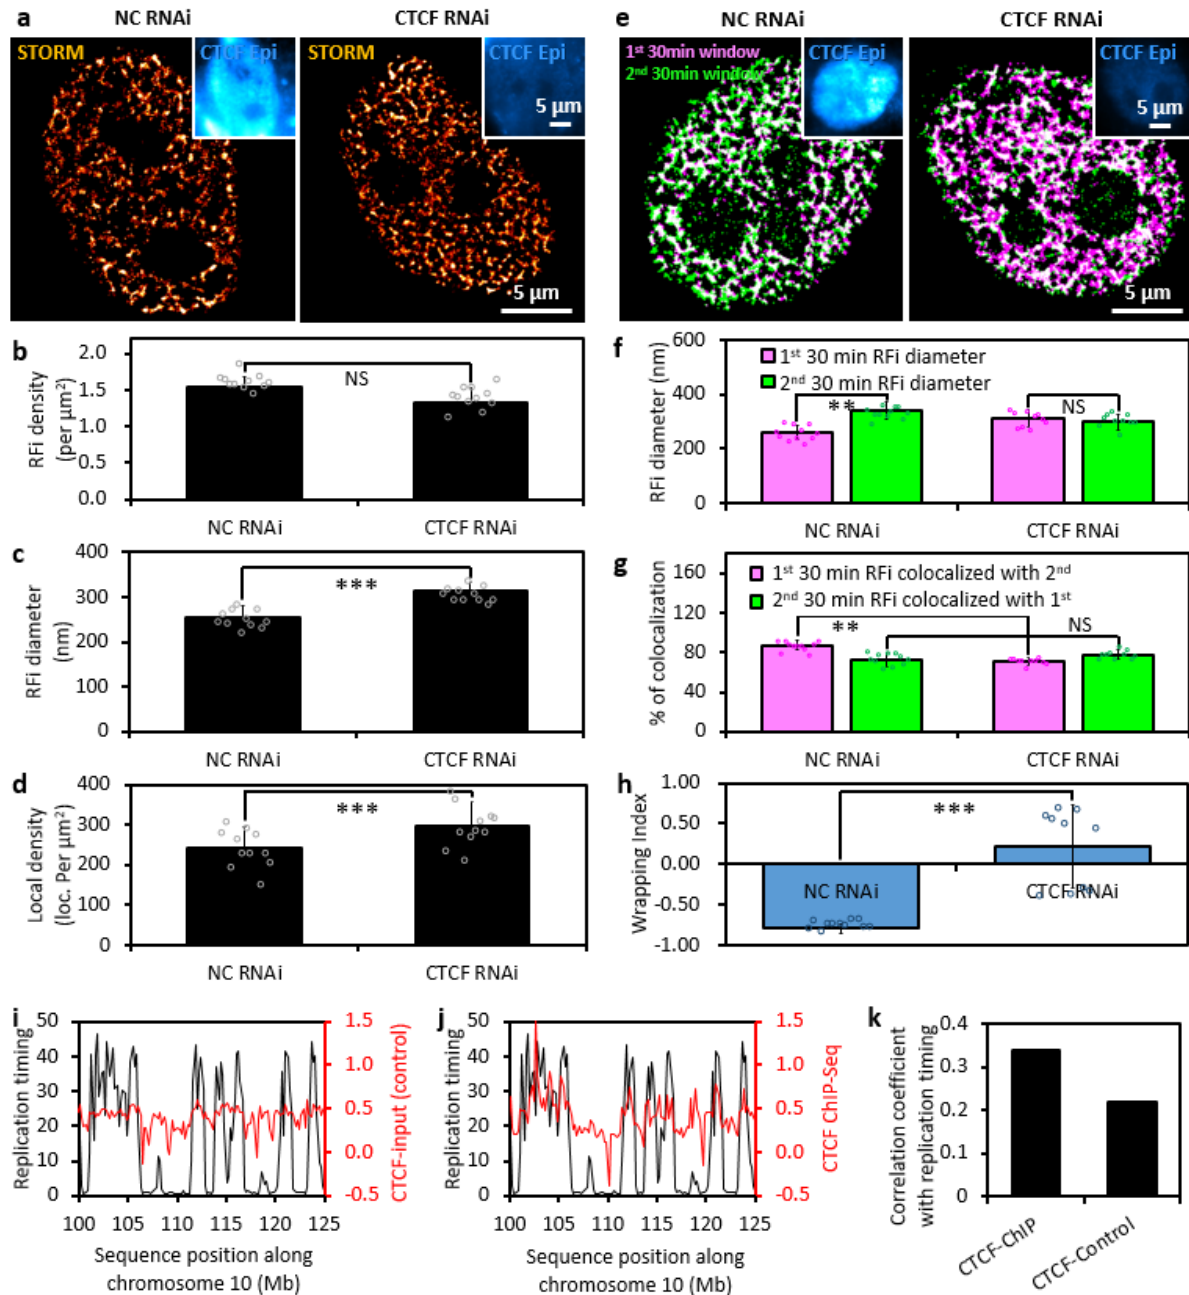 a
NC RNAi
CTCF RNAi
STORM
CTCF Epi
STORM
CTCF Epi
5 µm
5 µm
e
NC RNAi
CTCF RNAi
1st 30min window
2nd 30min window
CTCF Epi
CTCF Epi
5 µm
5 µm
b
RFi density
(per µm²)
2.0
1.5
1.0
0.5
0.0
NS
NC RNAi
CTCF RNAi
c
RFi diameter
(nm)
400
300
200
100
0
***
NC RNAi
CTCF RNAi
d
Local density
(loc. Per µm²)
400
300
200
100
0
***
NC RNAi
CTCF RNAi
f
RFi diameter (nm)
600
400
200
0
1st 30 min RFi diameter
2nd 30 min RFi diameter
**
NS
NC RNAi
CTCF RNAi
g
% of colocalization
160
120
80
40
0
1st 30 min RFi colocalized with 2nd
2nd 30 min RFi colocalized with 1st
**
NS
NC RNAi
CTCF RNAi
h
Wrapping Index
1.00
0.50
0.00
-0.50
-1.00
***
NC RNAi
CTCF RNAi
i
Replication timing
50
40
30
20
10
0
1.5
1.0
0.5
0.0
-0.5
CTCF-input (control)
100 105 110 115 120 125
Sequence position along
chromosome 10 (Mb)
j
Replication timing
50
40
30
20
10
0
1.5
1.0
0.5
0.0
-0.5
CTCF ChIP-Seq
100 105 110 115 120 125
Sequence position along
chromosome 10 (Mb)
k
Correlation coefficient
with replication timing
0.4
0.3
0.2
0.1
0
CTCF-ChIP
CTCF-Control